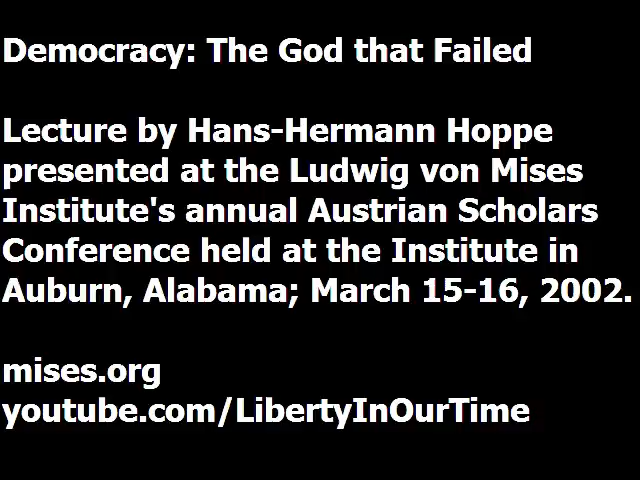 Democracy: The God that Failed
Lecture by Hans-Hermann Hoppe
presented at the Ludwig von Mises
Institute's annual Austrian Scholars
Conference held at the Institute in
Auburn, Alabama; March 15-16, 2002.
mises.org
youtube.com/LibertyInOurTime